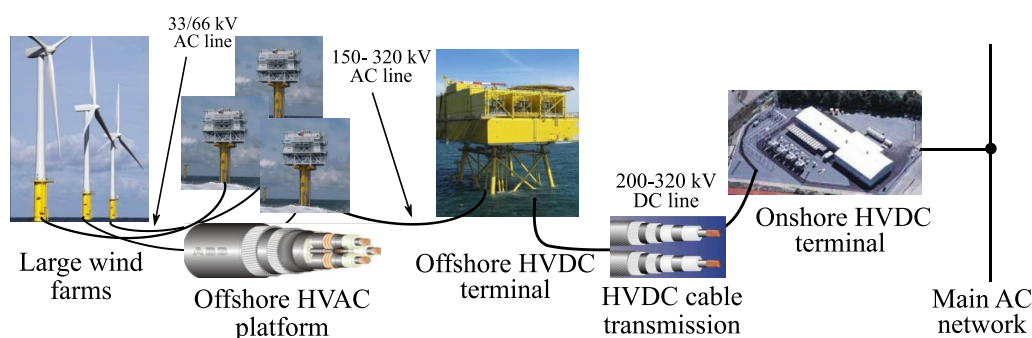 33/66 kV
AC line
150- 320 kV
AC line
200-320 kV
DC line
ABB
Large wind
farms
Offshore HVAC
platform
Offshore HVDC
terminal
HVDC cable
transmission
Onshore HVDC
terminal
Main AC
network